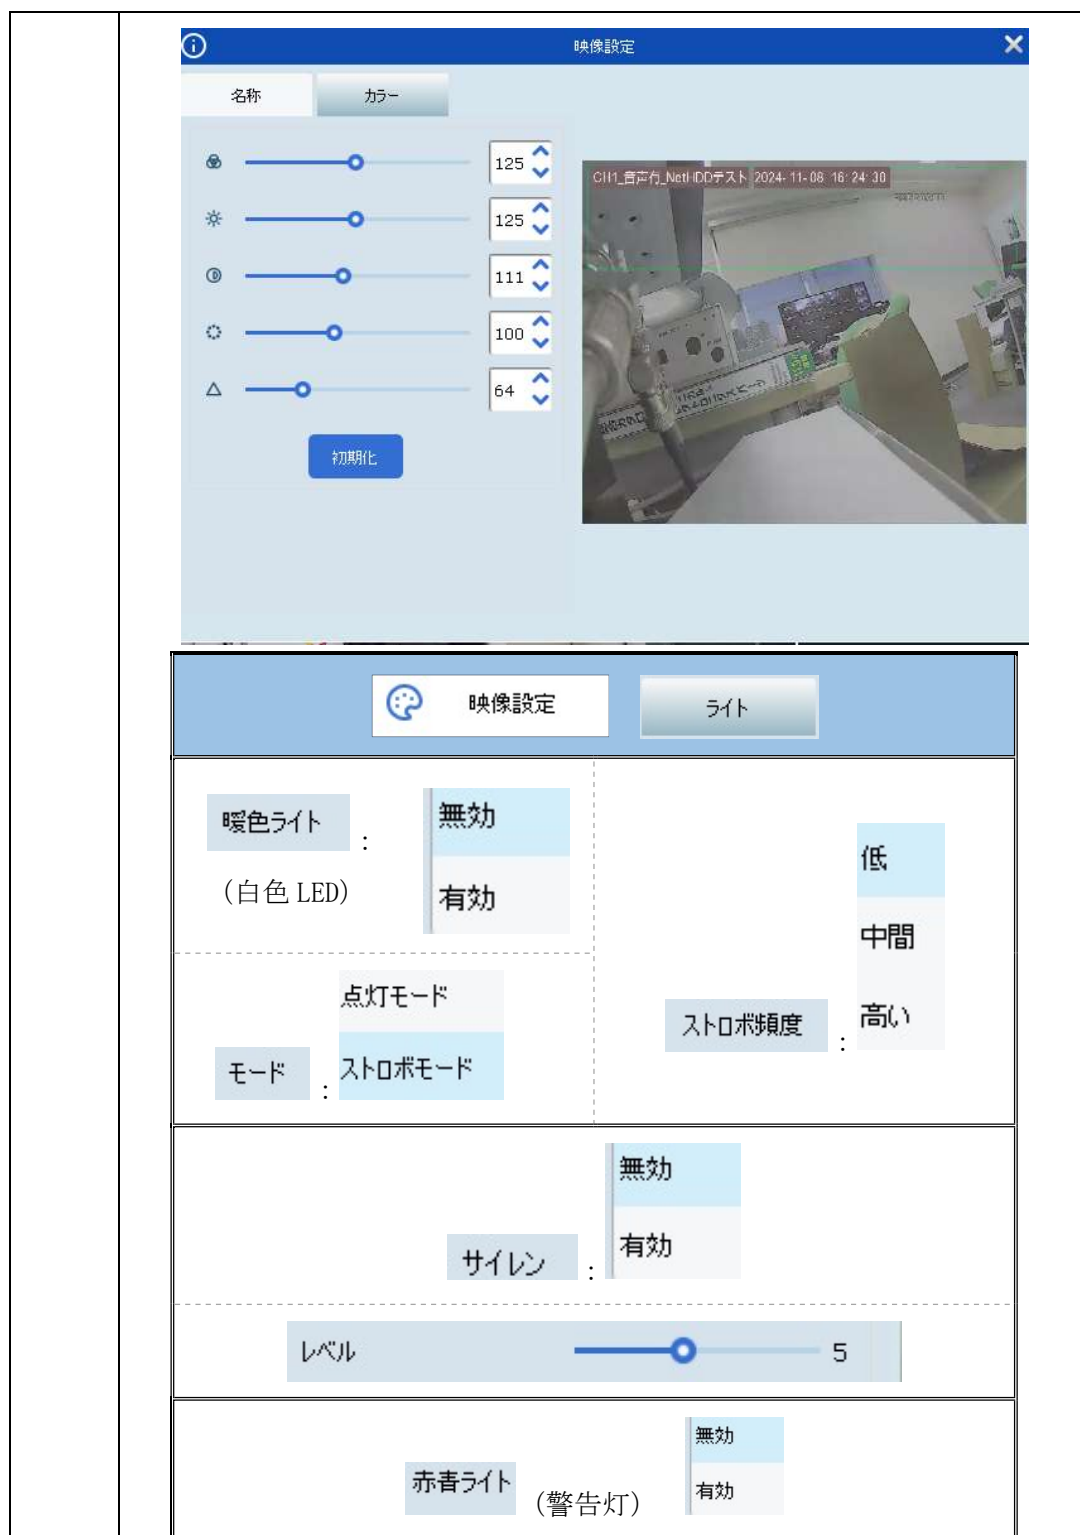 映像設定
名称 カラー
125
125
111
100
64
初期化
CH1_音声行_NetHDDテスト 2024-11-08 16:24:30
映像設定 ライト
暖色ライト :
(白色 LED)
無効
有効
モード :
点灯モード
ストロボモード
ストロボ頻度 :
低
中間
高い
サイレン :
無効
有効
レベル 5
赤青ライト (警告灯)
無効
有効